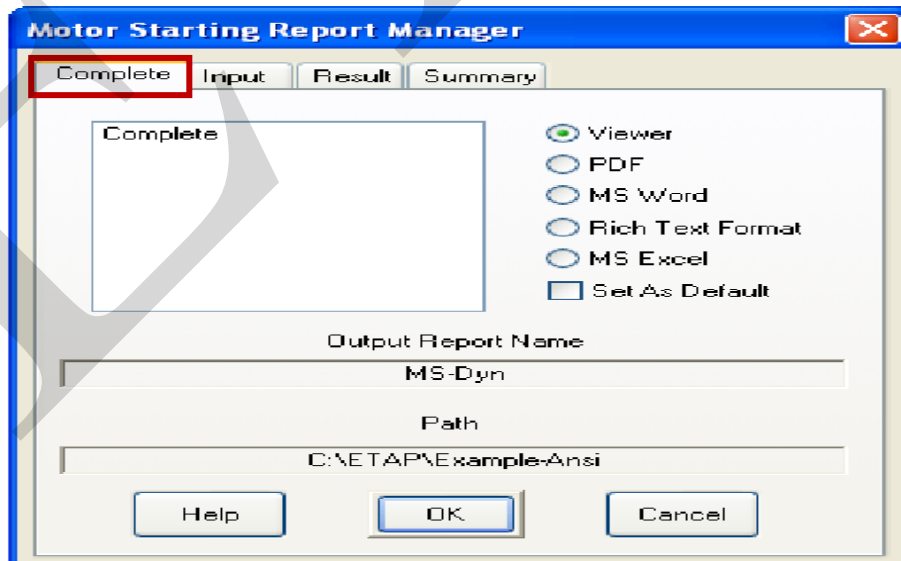 Motor Starting Report Manager
Complete Input Result Summary
Complete
Viewer
PDF
MS Word
Rich Text Format
MS Excel
Set As Default
Output Report Name
MS-Dyn
Path
C:\ETAP\Example-Ansi
Help OK Cancel